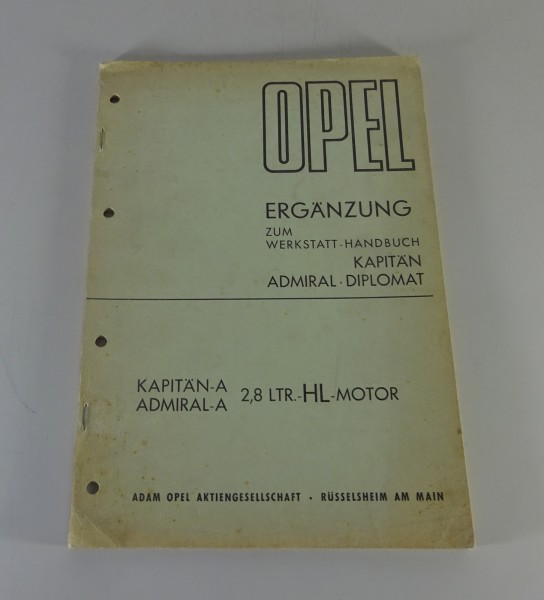 OPEL
ERGÄNZUNG
ZUM
WERKSTATT-HANDBUCH
KAPITÄN
ADMIRAL · DIPLOMAT
KAPITÄN-A
ADMIRAL-A
2,8 LTR.-HL-MOTOR
ADAM OPEL AKTIENGESELLSCHAFT · RÜSSELSHEIM AM MAIN